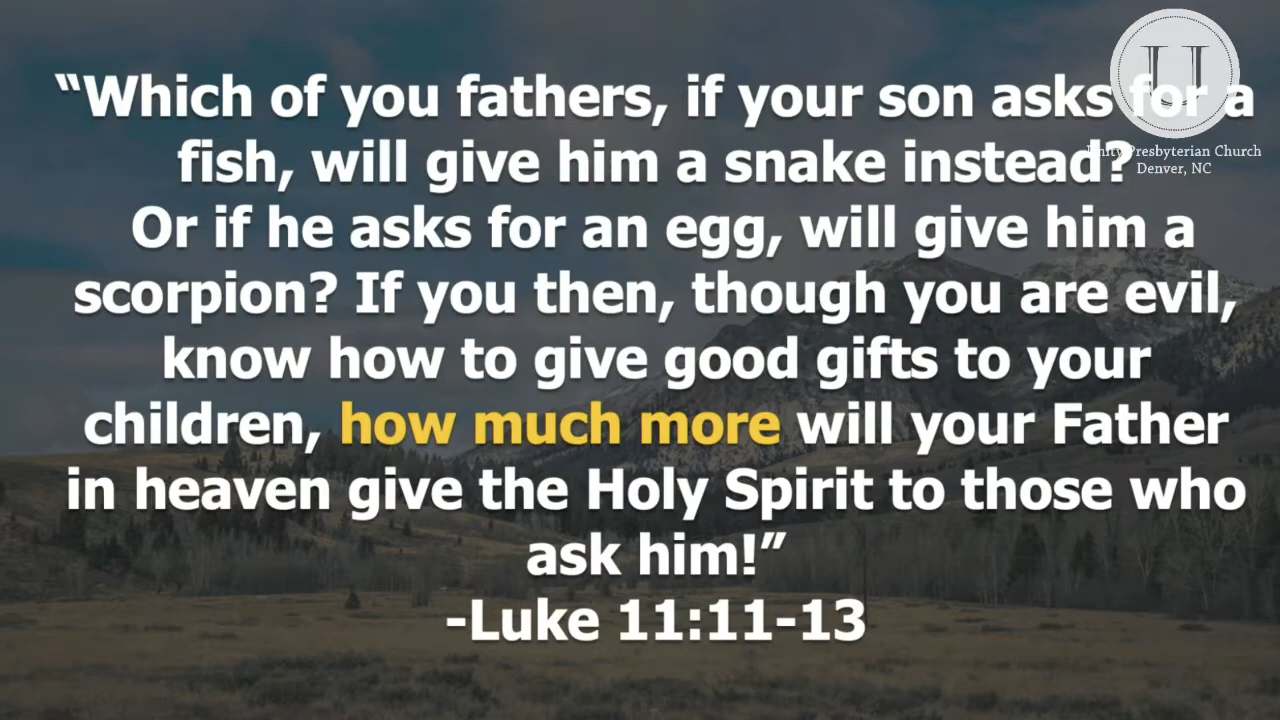 “Which of you fathers, if your son asks for a
fish, will give him a snake instead?
Or if he asks for an egg, will give him a
scorpion? If you then, though you are evil,
know how to give good gifts to your
children, how much more will your Father
in heaven give the Holy Spirit to those who
ask him!”
-Luke 11:11-13
U
Unity Presbyterian Church
Denver, NC